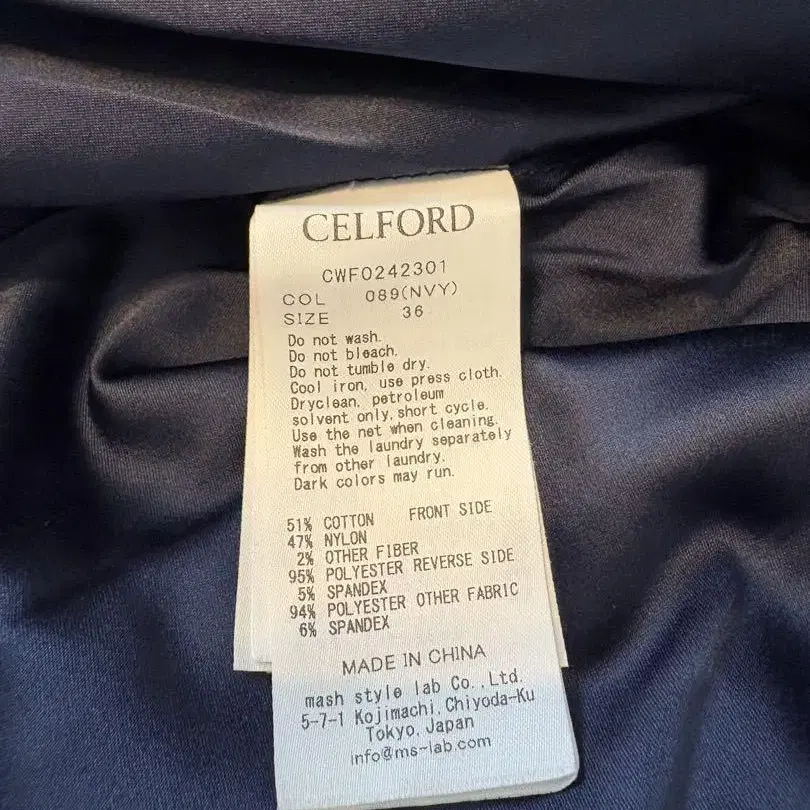 CELFORD
CWF0242301
COL 089(NVY)
SIZE 36
Do not wash.
Do not bleach.
Do not tumble dry.
Cool iron, use press cloth.
Dryclean, petroleum
solvent only, short cycle.
Use the net when cleaning.
Wash the laundry separately
from other laundry.
Dark colors may run.
51% COTTON FRONT SIDE
47% NYLON
2% OTHER FIBER
95% POLYESTER REVERSE SIDE
5% SPANDEX
94% POLYESTER OTHER FABRIC
6% SPANDEX
MADE IN CHINA
mash style lab Co.,Ltd.
5-7-1 Kojimachi, Chiyoda-Ku
Tokyo, Japan
info@ms-lab.com